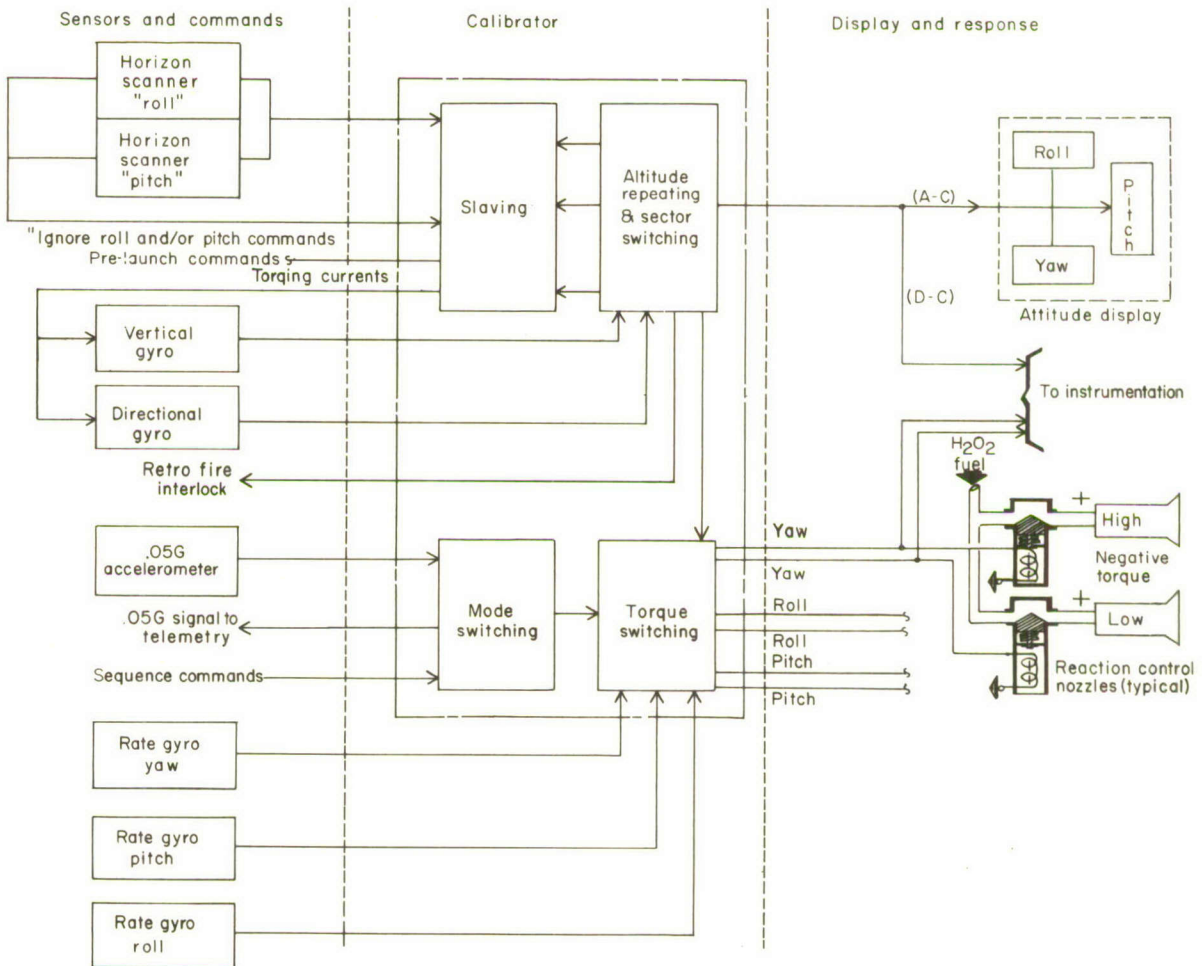 Sensors and commands
Calibrator
Display and response
Horizon
scanner
"roll"
Horizon
scanner
"pitch"
"Ignore roll and/or pitch commands
Pre-launch commands
Torqing currents
Vertical
gyro
Directional
gyro
Retro fire
interlock
.05G
accelerometer
.05G signal to
telemetry
Sequence commands
Rate gyro
yaw
Rate gyro
pitch
Rate gyro
roll
Slaving
Altitude
repeating
& sector
switching
Mode
switching
Torque
switching
(A-C)
(D-C)
Roll
Pitch
Yaw
Attitude display
To instrumentation
H2O2
fuel
Yaw
Yaw
Roll
Roll
Pitch
Pitch
+
High
Negative
torque
+
Low
Reaction control
nozzles (typical)